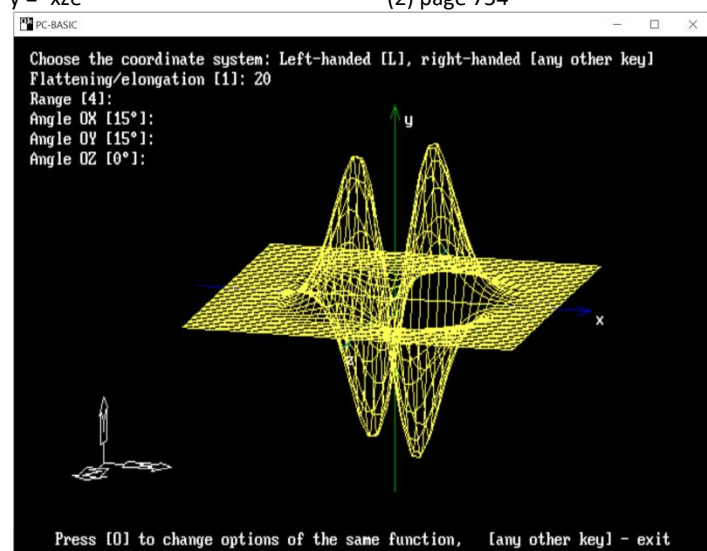 y = xze (2) page 754
PC-BASIC
Choose the coordinate system: Left-handed [L], right-handed [any other key]
Flattening/elongation [1]: 20
Range [4]:
Angle OX [15°]:
Angle OY [15°]:
Angle OZ [0°]:
y
x
z
Press [O] to change options of the same function, [any other key] - exit